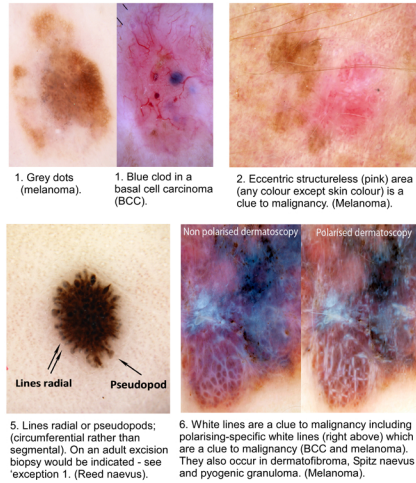 1. Grey dots
(melanoma).
1. Blue clod in a
basal cell carcinoma
(BCC).
2. Eccentric structureless (pink) area
(any colour except skin colour) is a
clue to malignancy. (Melanoma).
Lines radial
Pseudopod
5. Lines radial or pseudopods;
(circumferential rather than
segmental). On an adult excision
biopsy would be indicated - see
‘exception 1. (Reed naevus).
Non polarised dermatoscopy
Polarised dermatoscopy
6. White lines are a clue to malignancy including
polarising-specific white lines (right above) which
are a clue to malignancy (BCC and melanoma).
They also occur in dermatofibroma, Spitz naevus
and pyogenic granuloma. (Melanoma).